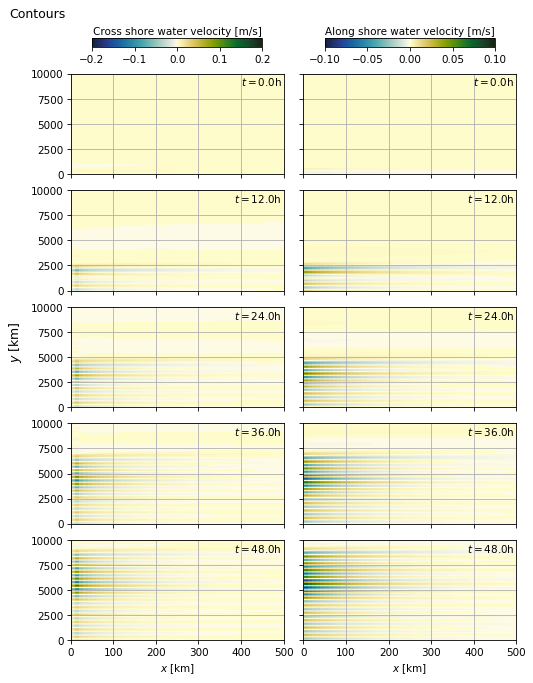 Contours
Cross shore water velocity [m/s]
Along shore water velocity [m/s]
−0.2 −0.1 0.0 0.1 0.2
−0.10 −0.05 0.00 0.05 0.10
10000
7500
5000
2500
0
t = 0.0h
t = 0.0h
10000
7500
5000
2500
0
t = 12.0h
t = 12.0h
y [km]
10000
7500
5000
2500
0
t = 24.0h
t = 24.0h
10000
7500
5000
2500
0
t = 36.0h
t = 36.0h
10000
7500
5000
2500
0
t = 48.0h
t = 48.0h
0 100 200 300 400 500
0 100 200 300 400 500
x [km]
x [km]